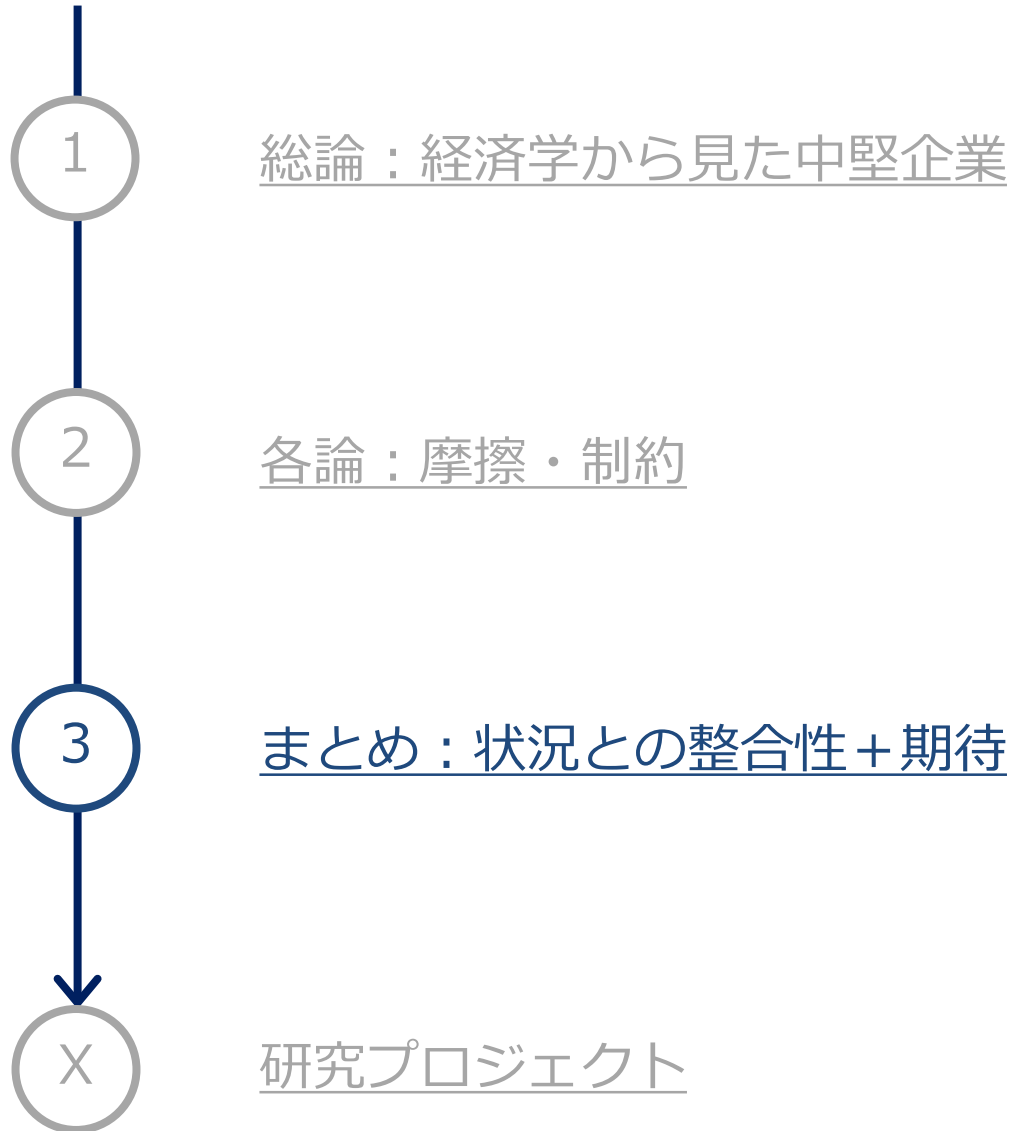 1
総論：経済学から見た中堅企業
2
各論：摩擦・制約
3
まとめ：状況との整合性＋期待
X
研究プロジェクト